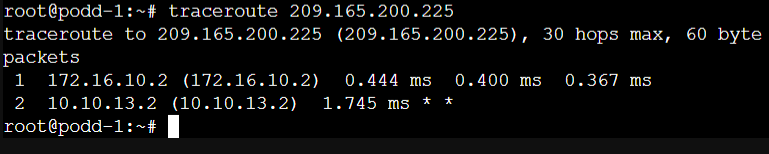 root@podd-1:~# traceroute 209.165.200.225
traceroute to 209.165.200.225 (209.165.200.225), 30 hops max, 60 byte
packets
 1  172.16.10.2 (172.16.10.2)  0.444 ms  0.400 ms  0.367 ms
 2  10.10.13.2 (10.10.13.2)  1.745 ms * *
root@podd-1:~#